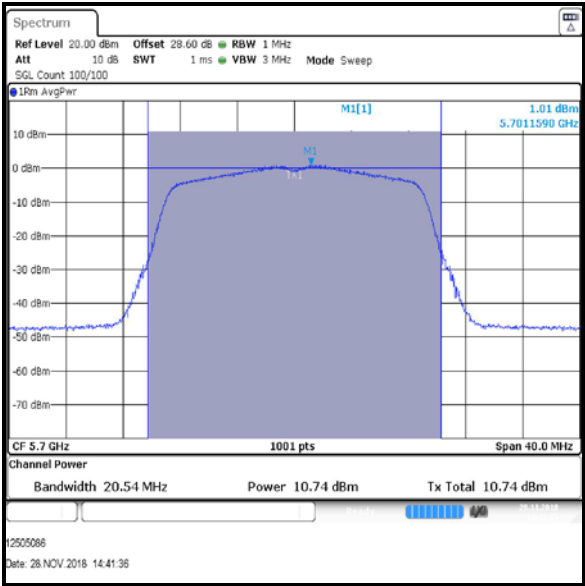 Spectrum
Ref Level 20.00 dBm Offset 28.60 dB RBW 1 MHz
Att 10 dB SWT 1 ms VBW 3 MHz Mode Sweep
SGL Count 100/100
1Rm AvgPwr
M1[1] 1.01 dBm
5.7011590 GHz
10 dBm
M1
0 dBm
TX1
-10 dBm
-20 dBm
-30 dBm
-40 dBm
-50 dBm
-60 dBm
-70 dBm
CF 5.7 GHz 1001 pts Span 40.0 MHz
Channel Power
Bandwidth 20.54 MHz Power 10.74 dBm Tx Total 10.74 dBm
12505086
Date: 28.NOV.2018 14:41:36